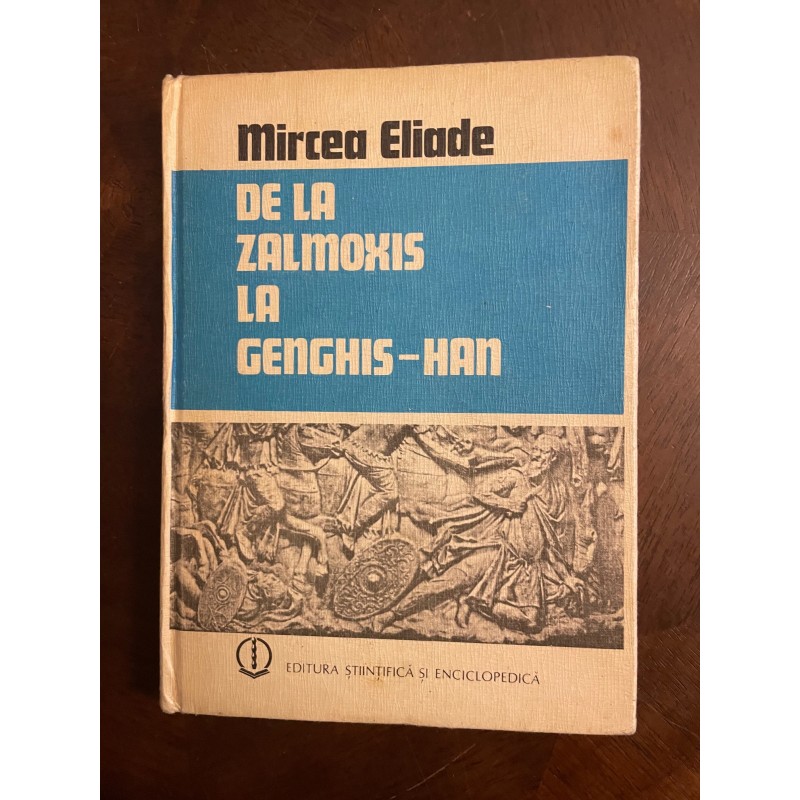 Mircea Eliade
DE LA
ZALMOXIS
LA
GENGHIS-HAN
EDITURA ȘTIINȚIFICĂ ȘI ENCICLOPEDICĂ